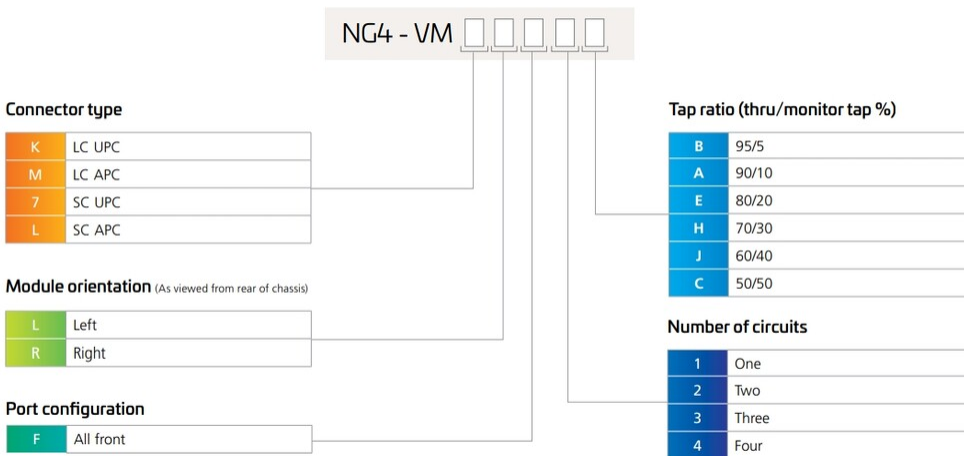 NG4 - VM
Connector type
K LC UPC
M LC APC
7 SC UPC
L SC APC
Module orientation (As viewed from rear of chassis)
L Left
R Right
Port configuration
F All front
Tap ratio (thru/monitor tap %)
B 95/5
A 90/10
E 80/20
H 70/30
J 60/40
C 50/50
Number of circuits
1 One
2 Two
3 Three
4 Four